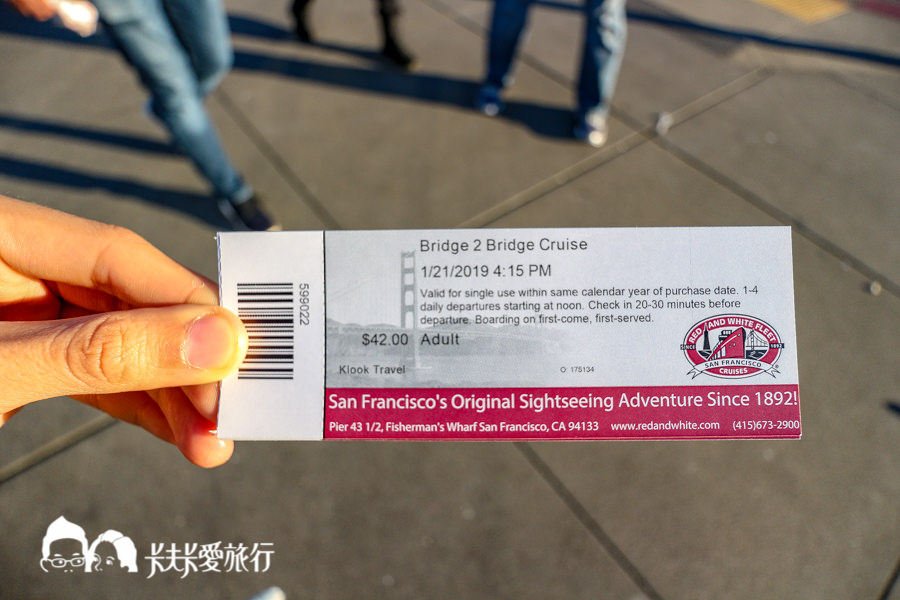 Bridge 2 Bridge Cruise
1/21/2019 4:15 PM
Valid for single use within same calendar year of purchase date. 1-4
daily departures starting at noon. Check in 20-30 minutes before
departure. Boarding on first-come, first-served.
$42.00 Adult
Klook Travel
O: 175134
599022
RED AND WHITE FLEET
SINCE 1892
SAN FRANCISCO
CRUISES
San Francisco's Original Sightseeing Adventure Since 1892!
Pier 43 1/2, Fisherman's Wharf San Francisco, CA 94133 www.redandwhite.com (415)673-2900
卡夫卡愛旅行